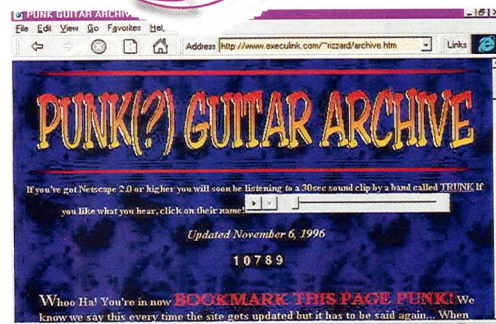 PUNK GUITAR ARCHIVE
File Edit View Go Favorites
Address http://www.execulink.com/~rizzard/archive.htm Links
PUNK(?) GUITAR ARCHIVE
If you've got Netscape 2.0 or higher you will soon be listening to a 30sec sound clip by a band called TRUNK If
you like what you hear, click on their name!
Updated November 6, 1996
10789
Whoo Ha! You're in now BOOKMARK THIS PAGE PUNK! We
know we say this every time the site gets updated but it has to be said again... When